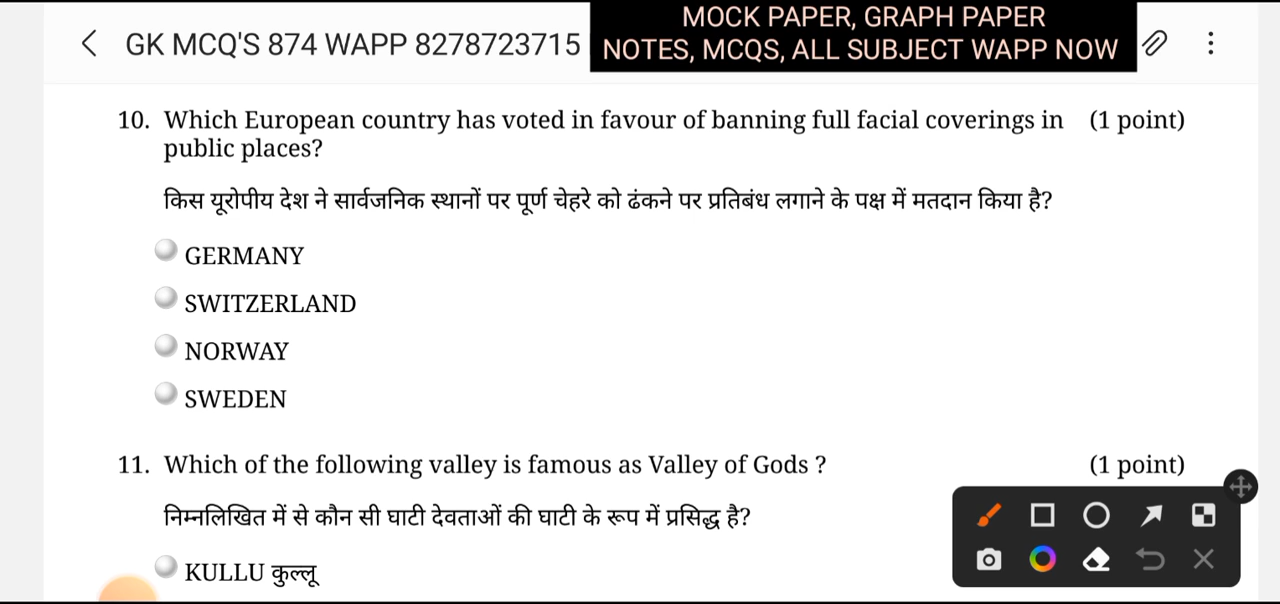 MOCK PAPER, GRAPH PAPER
GK MCQ'S 874 WAPP 8278723715
NOTES, MCQS, ALL SUBJECT WAPP NOW
10. Which European country has voted in favour of banning full facial coverings in (1 point)
public places?
किस यूरोपीय देश ने सार्वजनिक स्थानों पर पूर्ण चेहरे को ढंकने पर प्रतिबंध लगाने के पक्ष में मतदान किया है?
GERMANY
SWITZERLAND
NORWAY
SWEDEN
11. Which of the following valley is famous as Valley of Gods ? (1 point)
निम्नलिखित में से कौन सी घाटी देवताओं की घाटी के रूप में प्रसिद्ध है?
KULLU कुल्लू